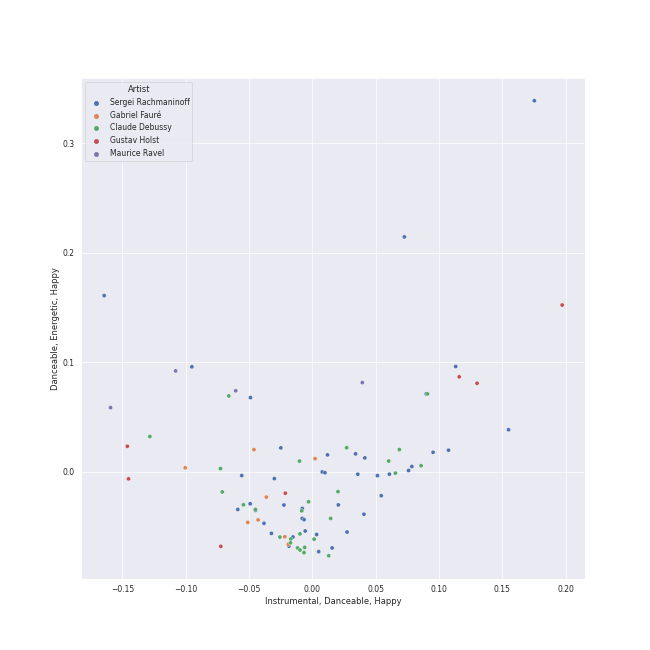 Artist
Sergei Rachmaninoff
Gabriel Fauré
Claude Debussy
Gustav Holst
Maurice Ravel
0.3
0.2
0.1
0.0
Danceable, Energetic, Happy
−0.15 −0.10 −0.05 0.00 0.05 0.10 0.15 0.20
Instrumental, Danceable, Happy